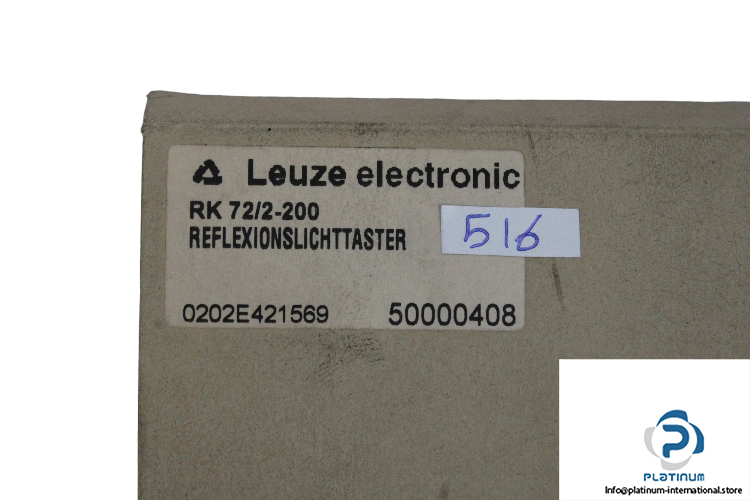 Leuze electronic
RK 72/2-200
REFLEXIONSLICHTTASTER
516
0202E421569
50000408
PLATINUM
Info@platinum-international.store